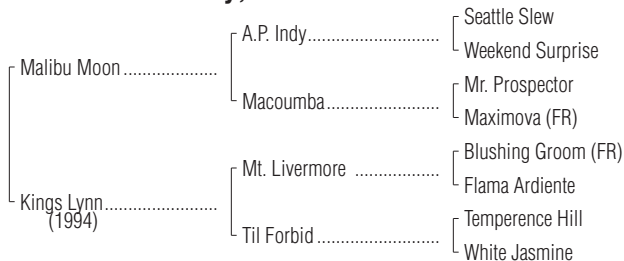 Seattle Slew
A.P. Indy........................
Weekend Surprise
Malibu Moon ..................
Mr. Prospector
Macoumba.....................
Maximova (FR)
Blushing Groom (FR)
Mt. Livermore ................
Flama Ardiente
Kings Lynn.....................
(1994)
Temperence Hill
Til Forbid.......................
White Jasmine